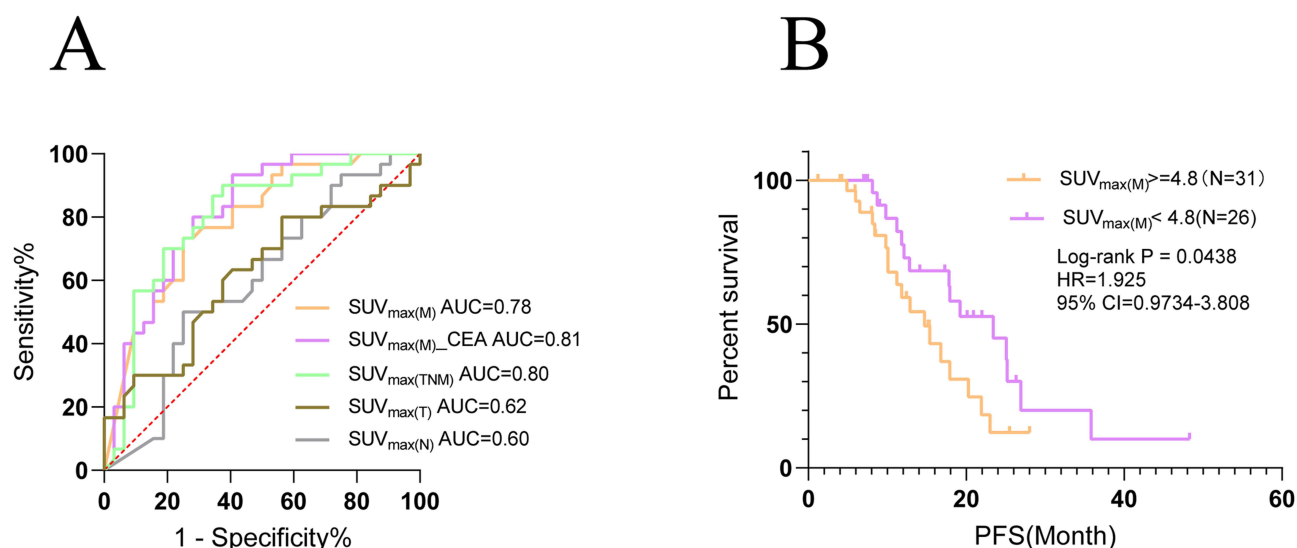 A
B
100
80
60
40
20
0
Sensitivity%
0 20 40 60 80 100
1 - Specificity%
SUVmax(M) AUC=0.78
SUVmax(M)_CEA AUC=0.81
SUVmax(TNM) AUC=0.80
SUVmax(T) AUC=0.62
SUVmax(N) AUC=0.60
100
50
0
Percent survival
0 20 40 60
PFS(Month)
SUVmax(M)>=4.8（N=31)
SUVmax(M)< 4.8(N=26)
Log-rank P = 0.0438
HR=1.925
95% CI=0.9734-3.808